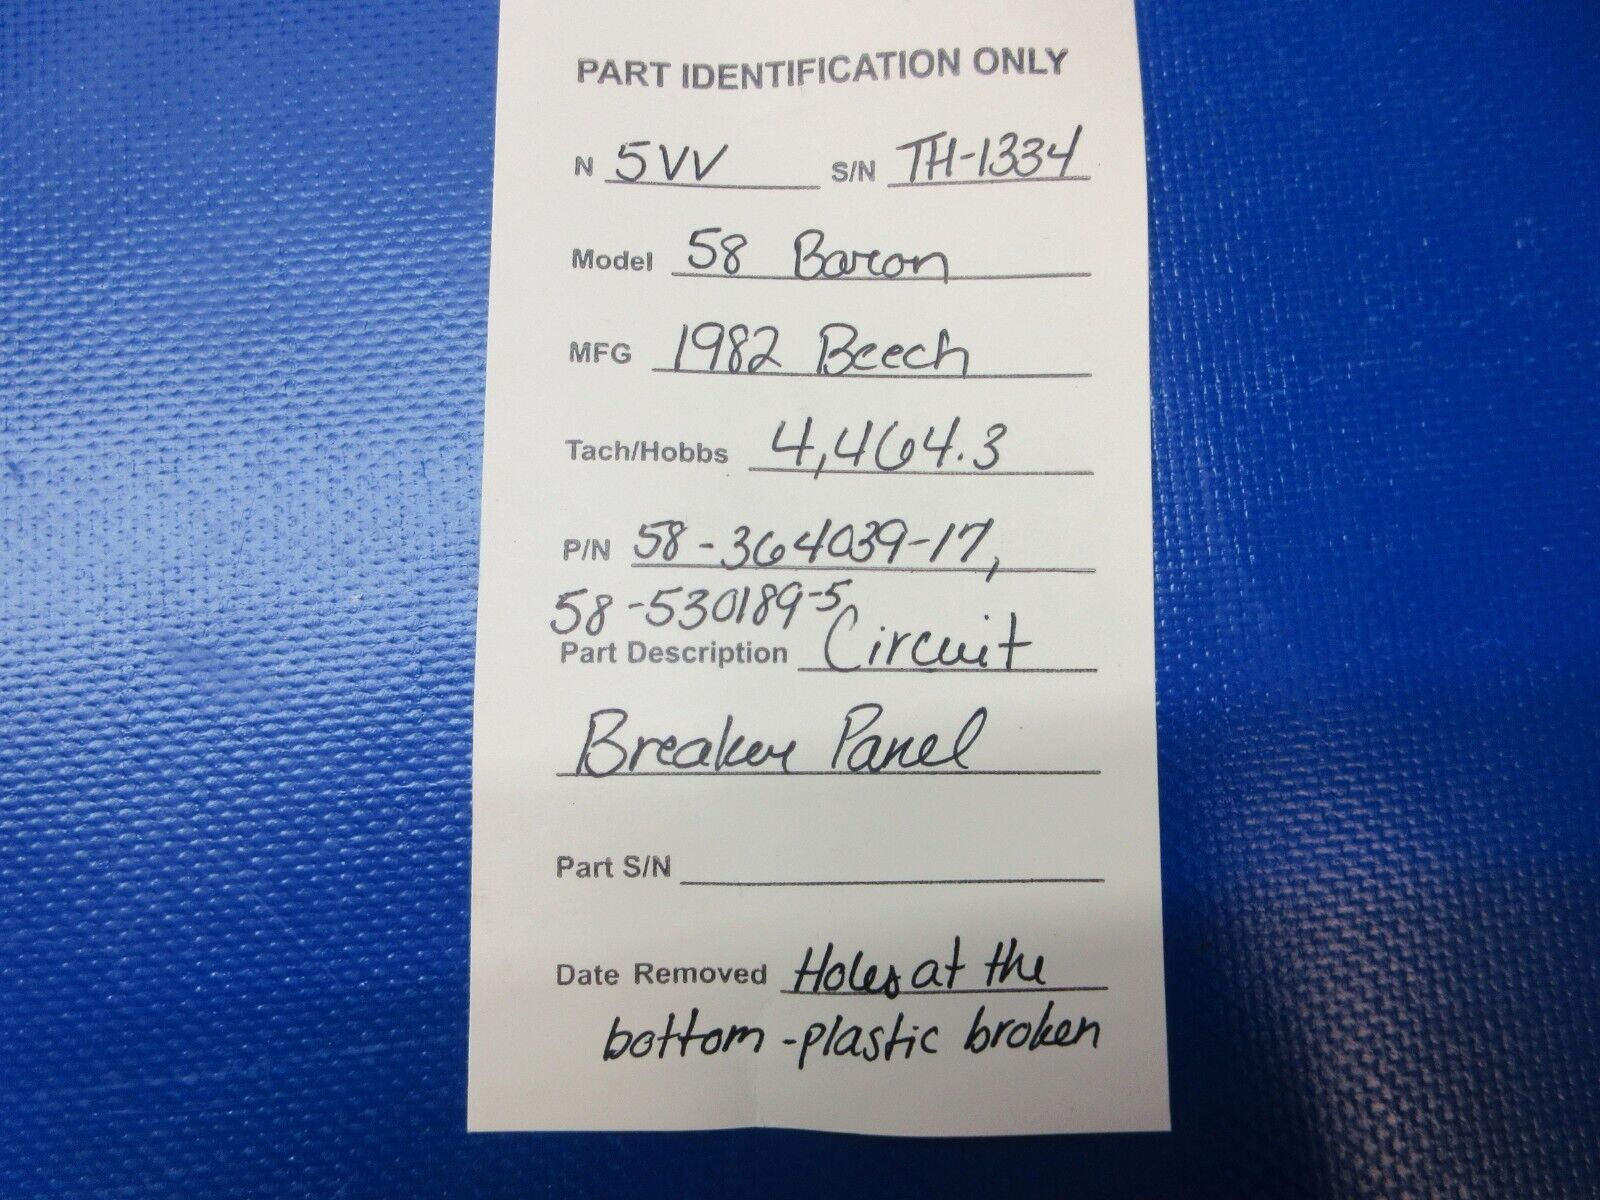 PART IDENTIFICATION ONLY
N 5VV S/N TH-1334
Model 58 Baron
MFG 1982 Beech
Tach/Hobbs 4,464.3
P/N 58-364039-17,
58-530189-5
Part Description Circuit
Breaker Panel
Part S/N
Date Removed Holes at the
bottom - plastic broken